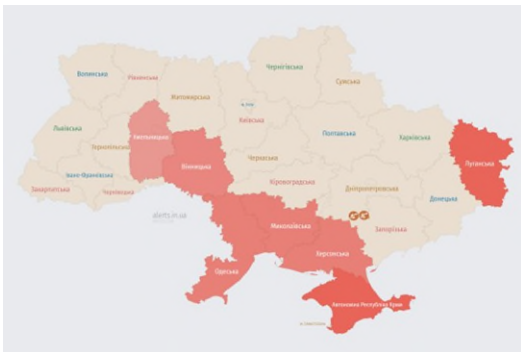 Чернігівська
Волинська
Рівненська
Сумська
Житомирська
Київська
Львівська
Хмельницька
Тернопільська
Полтавська
Харківська
Черкаська
Вінницька
Луганська
Івано-Франківська
Закарпатська
Чернівецька
Кіровоградська
Дніпропетровська
Донецька
alerts.in.ua
Миколаївська
Запорізька
Херсонська
Одеська
Автономна Республіка Крим